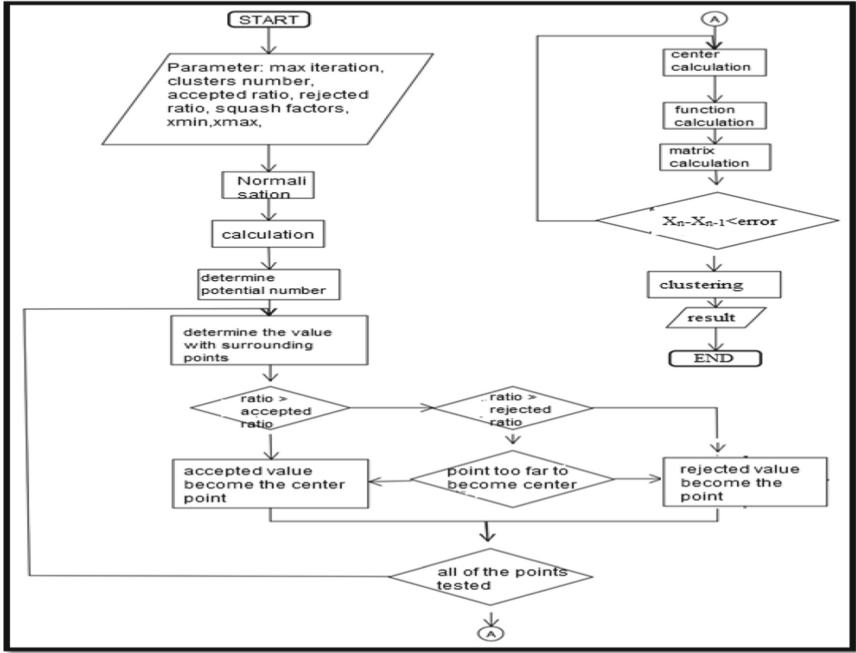 START
Parameter: max iteration,
clusters number,
accepted ratio, rejected
ratio, squash factors,
xmin,xmax,
Normali
sation
calculation
determine
potential number
determine the value
with surrounding
points
ratio >
accepted
ratio
ratio >
rejected
ratio
accepted value
become the center
point
point too far to
become center
rejected value
become the
point
all of the points
tested
A
A
center
calculation
function
calculation
matrix
calculation
Xn-Xn-1<error
clustering
result
END